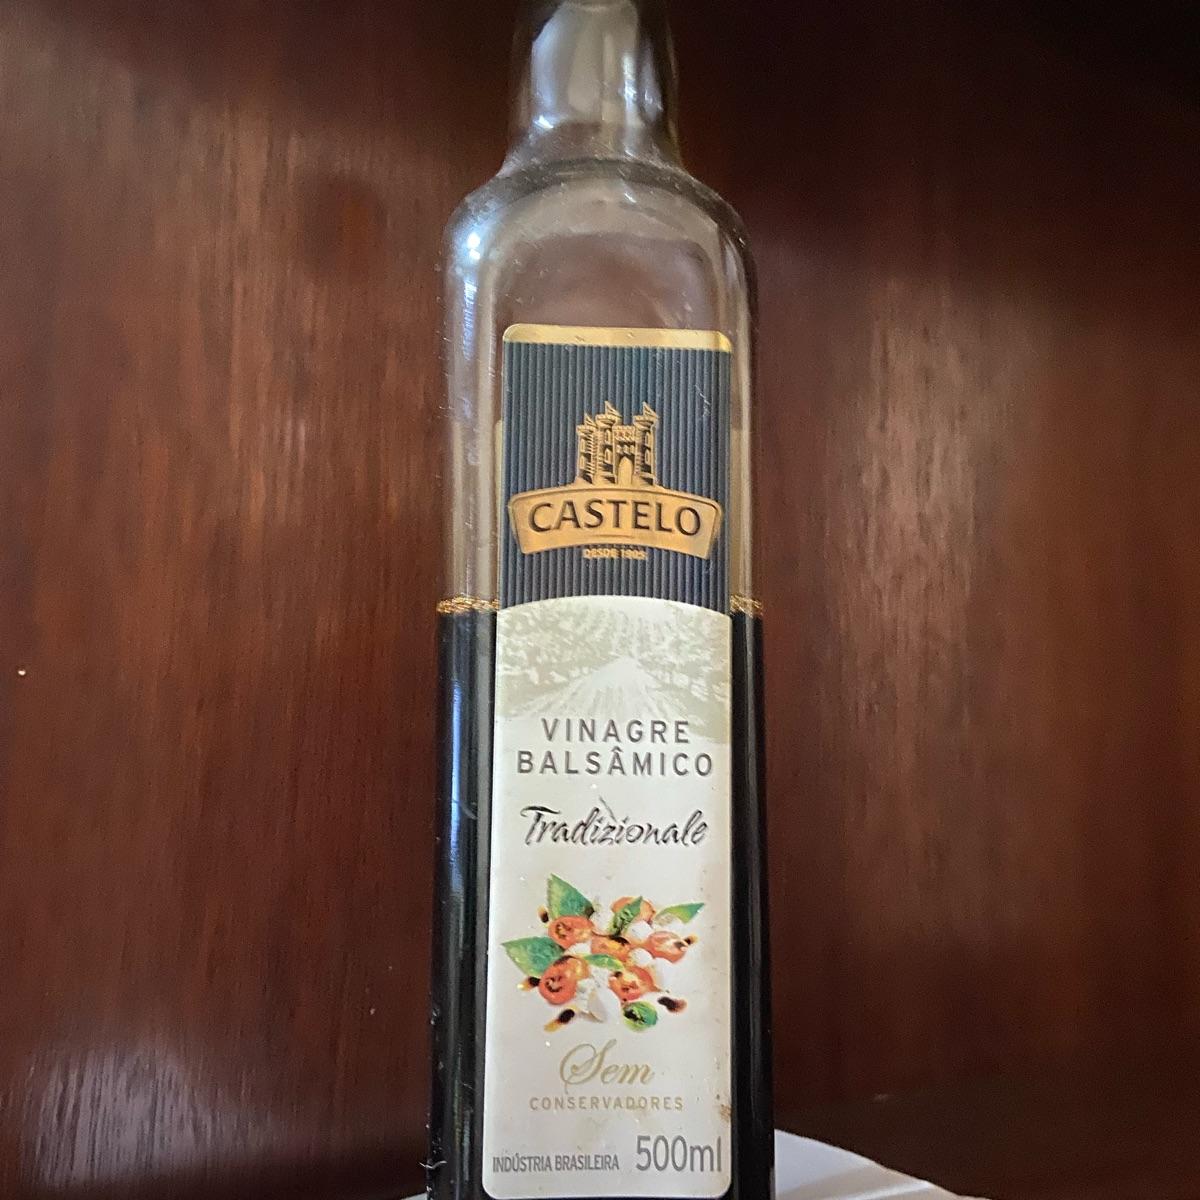 CASTELO
DESDE 1905
VINAGRE
BALSÂMICO
Tradizionale
Sem
CONSERVADORES
INDÚSTRIA BRASILEIRA 500ml